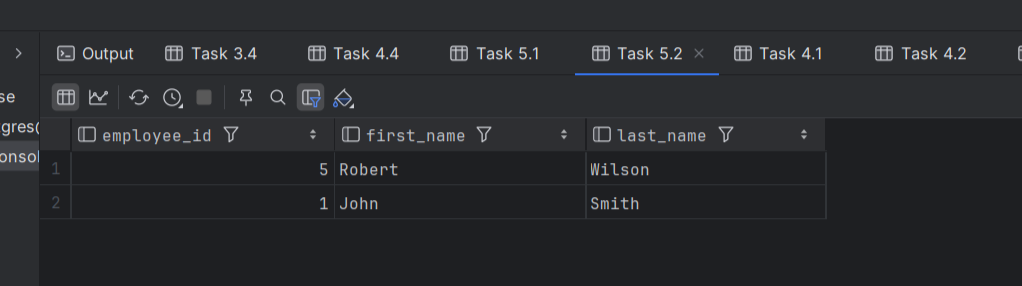 Output Task 3.4 Task 4.4 Task 5.1 Task 5.2 Task 4.1 Task 4.2
se
gres(
onsol
employee_id first_name last_name
1 5 Robert Wilson
2 1 John Smith